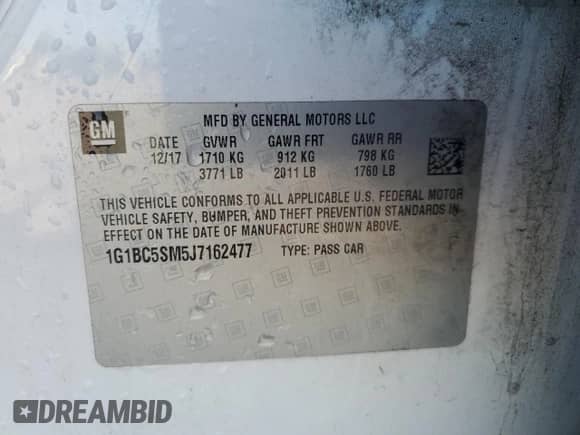 GM
MFD BY GENERAL MOTORS LLC
DATE GVWR GAWR FRT GAWR RR
12/17 1710 KG 912 KG 798 KG
3771 LB 2011 LB 1760 LB
THIS VEHICLE CONFORMS TO ALL APPLICABLE U.S. FEDERAL MOTOR
VEHICLE SAFETY, BUMPER, AND THEFT PREVENTION STANDARDS IN
EFFECT ON THE DATE OF MANUFACTURE SHOWN ABOVE.
1G1BC5SM5J7162477 TYPE: PASS CAR
DREAMBID